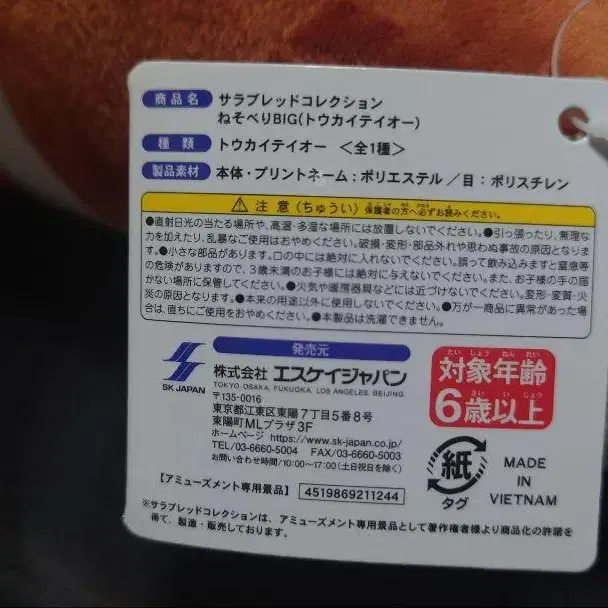 商品名 サラブレッドコレクション
ねそべりBIG(トウカイテイオー)
種類 トウカイテイオー <全1種>
製品素材 本体・プリントネーム:ポリエステル/目:ポリスチレン
⚠ 注意(ちゅうい) 保護者の方へ必ずお読みください。
●直射日光の当たる場所や、高温・多湿な場所には放置しないでください。●引っ張ったり、無理な
力を加えたり、乱暴なご使用はおやめください。破損・変形・部品外れや思わぬ事故の原因となりま
す。●小さな部品があります。口の中には絶対に入れないでください。誤って飲み込みますと窒息等
の危険がありますので、3歳未満のお子様には絶対に与えないでください。また、お子様の手の届
かない場所に保管してください。●火気や暖房器具などには近づけないでください。変形・変質・火
災の原因となります。●本来の用途以外に使用しないでください。●万が一商品に異常があった場
合は、直ちにご使用をおやめください。●本製品は洗濯できません。
発売元
SK JAPAN
株式会社 エスケイジャパン
TOKYO, OSAKA, FUKUOKA, LOS ANGELES, BEIJING.
〒135-0016
東京都江東区東陽7丁目5番8号
東陽町MLプラザ3F
ホームページ https://www.sk-japan.co.jp/
TEL/03-6660-5004 FAX/03-6660-5003
お問い合わせ時間/10:00〜17:00(土日祝日を除く)
たいしょうねんれい
対象年齢
さいいじょう
6歳以上
紙
タグ
MADE
IN
VIETNAM
【アミューズメント専用景品】 4519869211244
※サラブレッドコレクションは、アミューズメント専用景品として著作権者様より商品化の許諾を
得て、製造・販売しております。